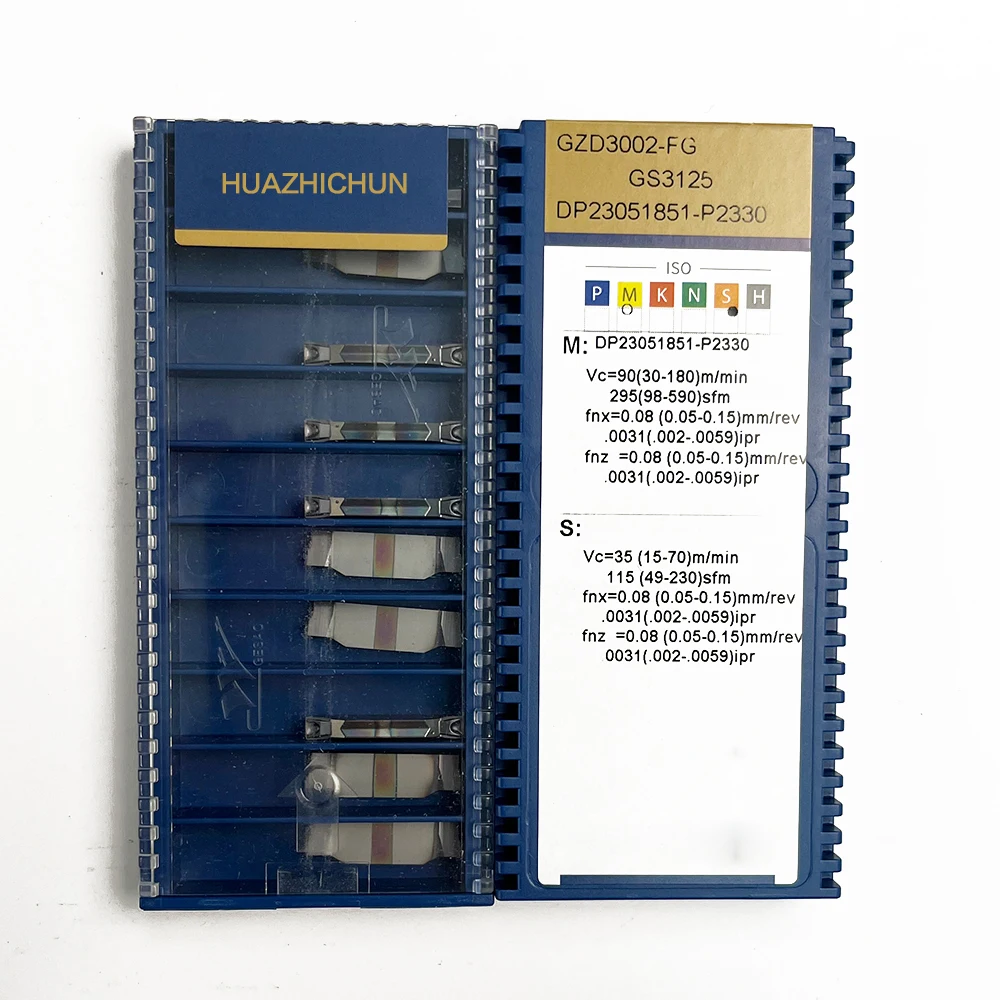 HUAZHICHUN
GESAC
GESAC
GZD3002-FG
GS3125
DP23051851-P2330
ISO
P M K N S H
M: DP23051851-P2330
Vc=90(30-180)m/min
295(98-590)sfm
fnx=0.08 (0.05-0.15)mm/rev
.0031(.002-.0059)ipr
fnz =0.08 (0.05-0.15)mm/rev
.0031(.002-.0059)ipr
S:
Vc=35 (15-70)m/min
115 (49-230)sfm
fnx=0.08 (0.05-0.15)mm/rev
.0031(.002-.0059)ipr
fnz =0.08 (0.05-0.15)mm/rev
0031(.002-.0059)ipr